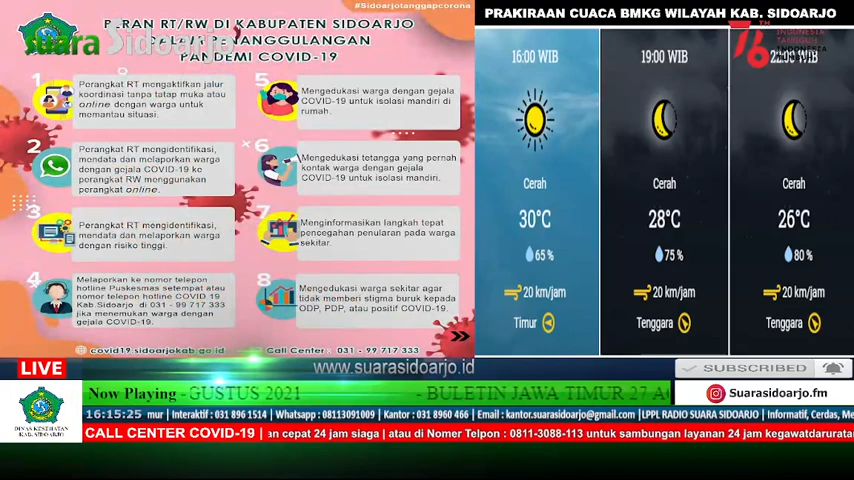 #Sidoarjotanggapcorona
PERAN RT/RW DI KABUPATEN SIDOARJO
DALAM PENANGGULANGAN
PANDEMI COVID-19
suara Sidoarjo
1
Perangkat RT mengaktifkan jalur
koordinasi tanpa tatap muka atau
online dengan warga untuk
memantau situasi.
2
Perangkat RT mengidentifikasi,
mendata dan melaporkan warga
dengan gejala COVID-19 ke
perangkat RW menggunakan
perangkat online.
3
Perangkat RT mengidentifikasi,
mendata dan melaporkan warga
dengan risiko tinggi.
4
Melaporkan ke nomor telepon
hotline Puskesmas setempat atau
nomor telepon hotline COVID 19
Kab.Sidoarjo di 031 - 99 717 333
jika menemukan warga dengan
gejala COVID-19.
5
Mengedukasi warga dengan gejala
COVID-19 untuk isolasi mandiri di
rumah.
6
Mengedukasi tetangga yang pernah
kontak warga dengan gejala
COVID-19 untuk isolasi mandiri.
7
Menginformasikan langkah tepat
pencegahan penularan pada warga
sekitar.
8
Mengedukasi warga sekitar agar
tidak memberi stigma buruk kepada
ODP, PDP, atau positif COVID-19.
covid19.sidoarjokab.go.id
Call Center : 031 - 99 717 333
PRAKIRAAN CUACA BMKG WILAYAH KAB. SIDOARJO
76TH
INDONESIA
TANGGUH
INDONESIA
16:00 WIB
Cerah
30°C
65 %
20 km/jam
Timur
19:00 WIB
Cerah
28°C
75 %
20 km/jam
Tenggara
22:00 WIB
Cerah
26°C
80 %
20 km/jam
Tenggara
LIVE
www.suarasidoarjo.id
SUBSCRIBED
Now Playing - GUSTUS 2021 - BULETIN JAWA TIMUR 27 AG
Suarasidoarjo.fm
DINAS KESEHATAN
KAB. SIDOARJO
16:15:25 mur | Interaktif : 031 896 1514 | Whatsapp : 08113091009 | Kantor : 031 8960 466 | Email : kantor.suarasidoarjo@gmail.com |LPPL RADIO SUARA SIDOARJO | Informatif, Cerdas, Me
CALL CENTER COVID-19 | an cepat 24 jam siaga | atau di Nomer Telpon : 0811-3088-113 untuk sambungan layanan 24 jam kegawatdaruratan